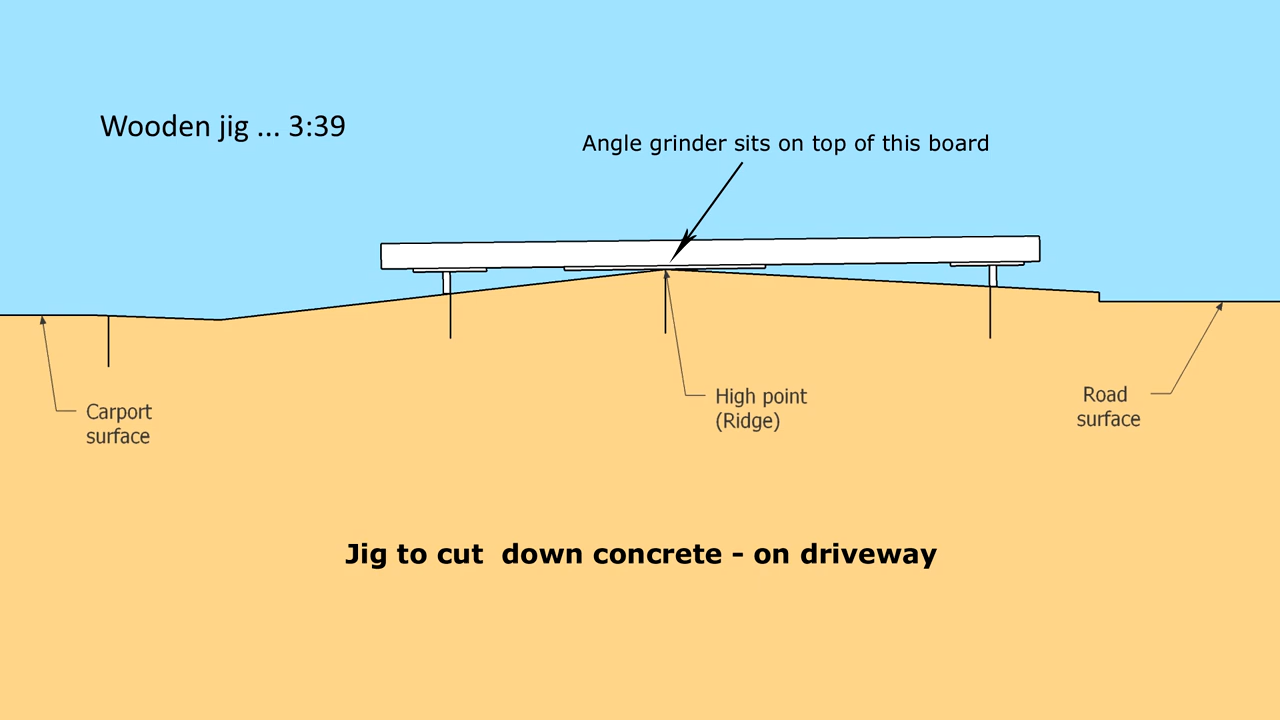 Wooden jig ... 3:39
Angle grinder sits on top of this board
Carport
surface
High point
(Ridge)
Road
surface
Jig to cut  down concrete - on driveway